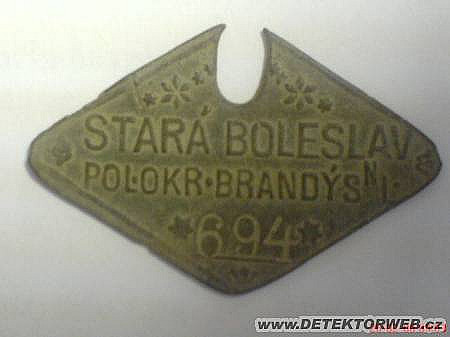 STARÁ BOLESLAV
POL.OKR·BRANDÝS N I.
694
WWW.DETEKTORWEB.CZ